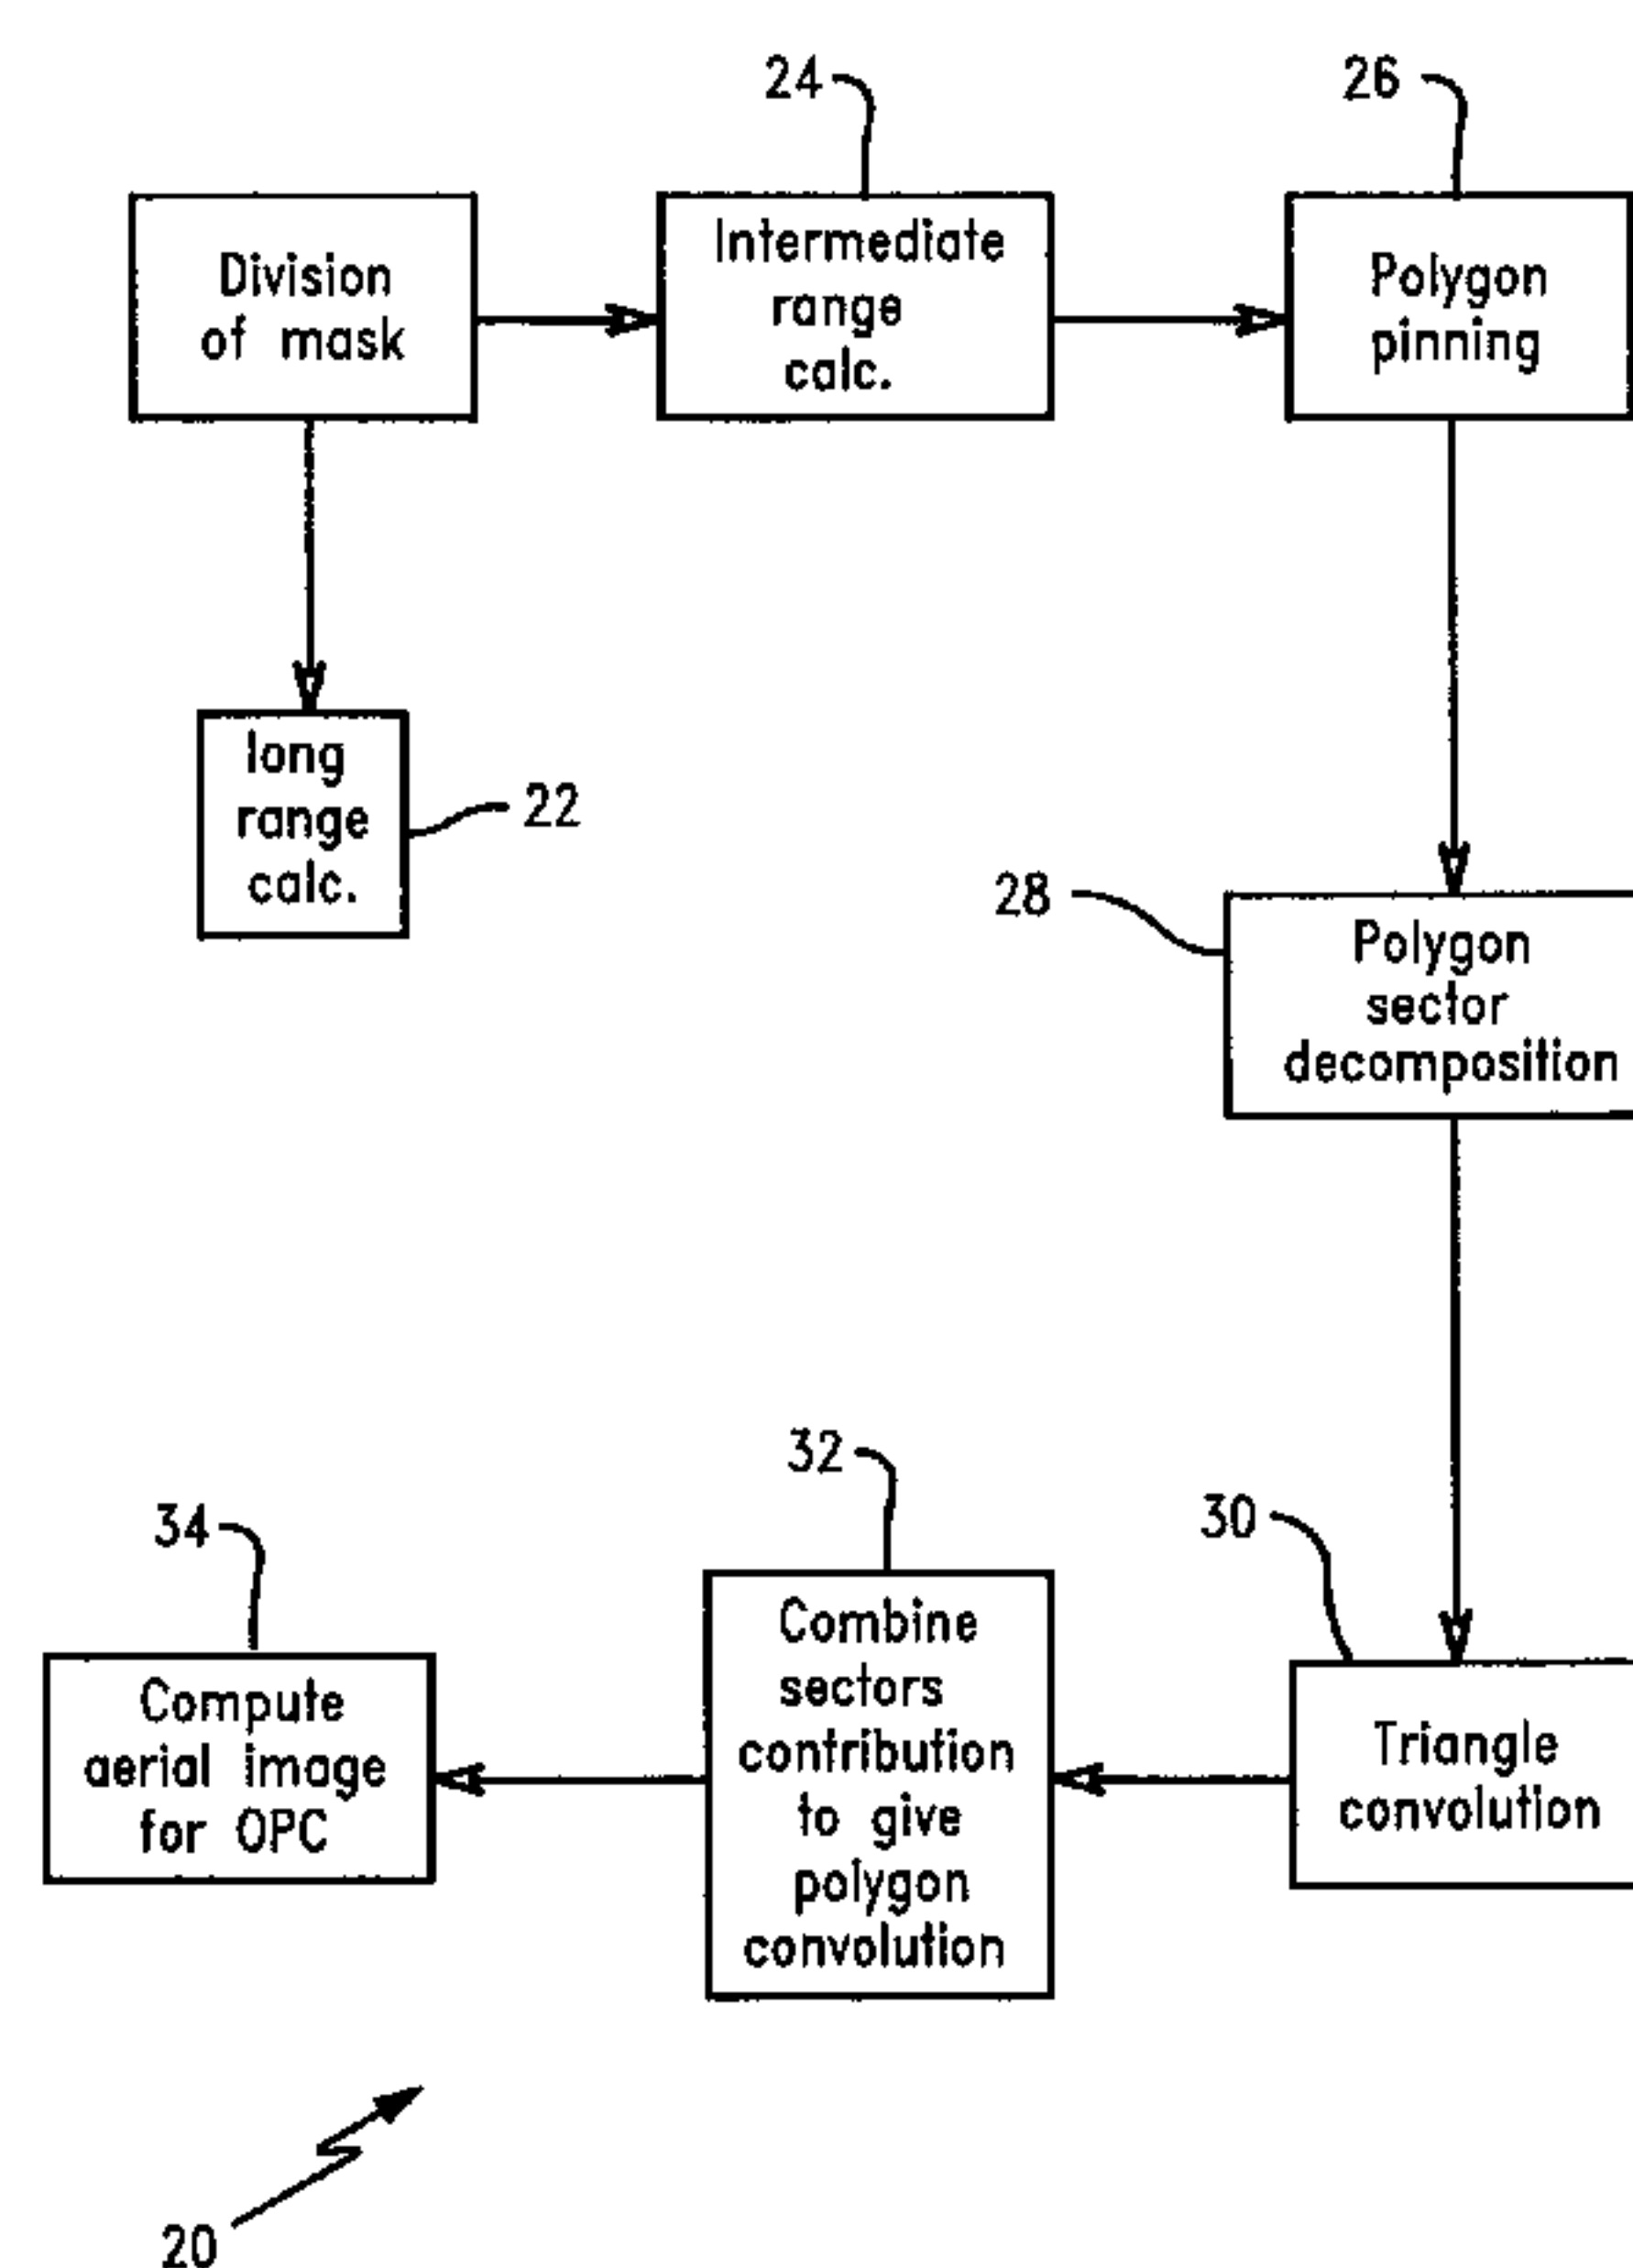 24
26
Division
of mask
Intermediate
range
calc.
Polygon
pinning
long
range
calc.
22
28
Polygon
sector
decomposition
32
30
34
Combine
sectors
contribution
to give
polygon
convolution
Compute
aerial image
for OPC
Triangle
convolution
20